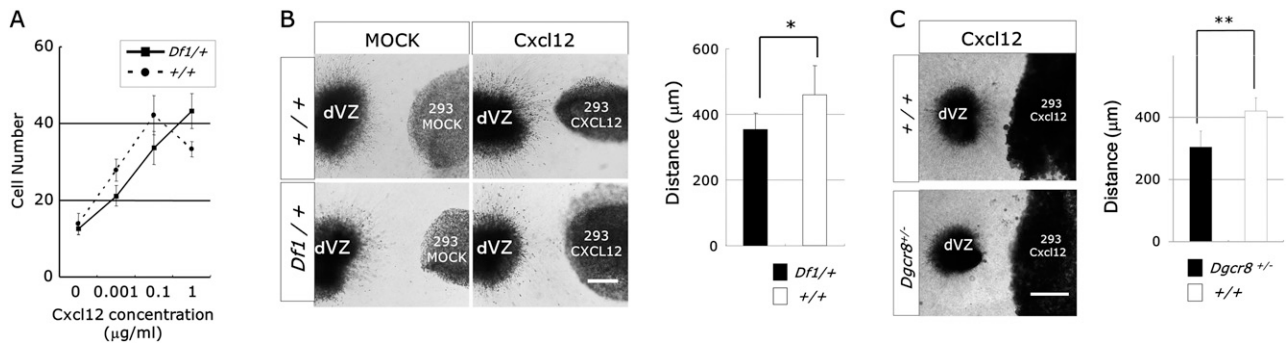 A
60
40
20
0
Cell Number
Df1/+
+/+
0 0.001 0.1 1
Cxcl12 concentration
(μg/ml)
B
MOCK Cxcl12
+/+
dVZ
293
MOCK
dVZ
293
CXCL12
Df1/+
dVZ
293
MOCK
dVZ
293
CXCL12
*
600
400
200
0
Distance (μm)
Df1/+
+/+
C
Cxcl12
+/+
dVZ
293
Cxcl12
Dgcr8+/-
dVZ
293
Cxcl12
**
400
200
0
Distance (μm)
Dgcr8 +/-
+/+